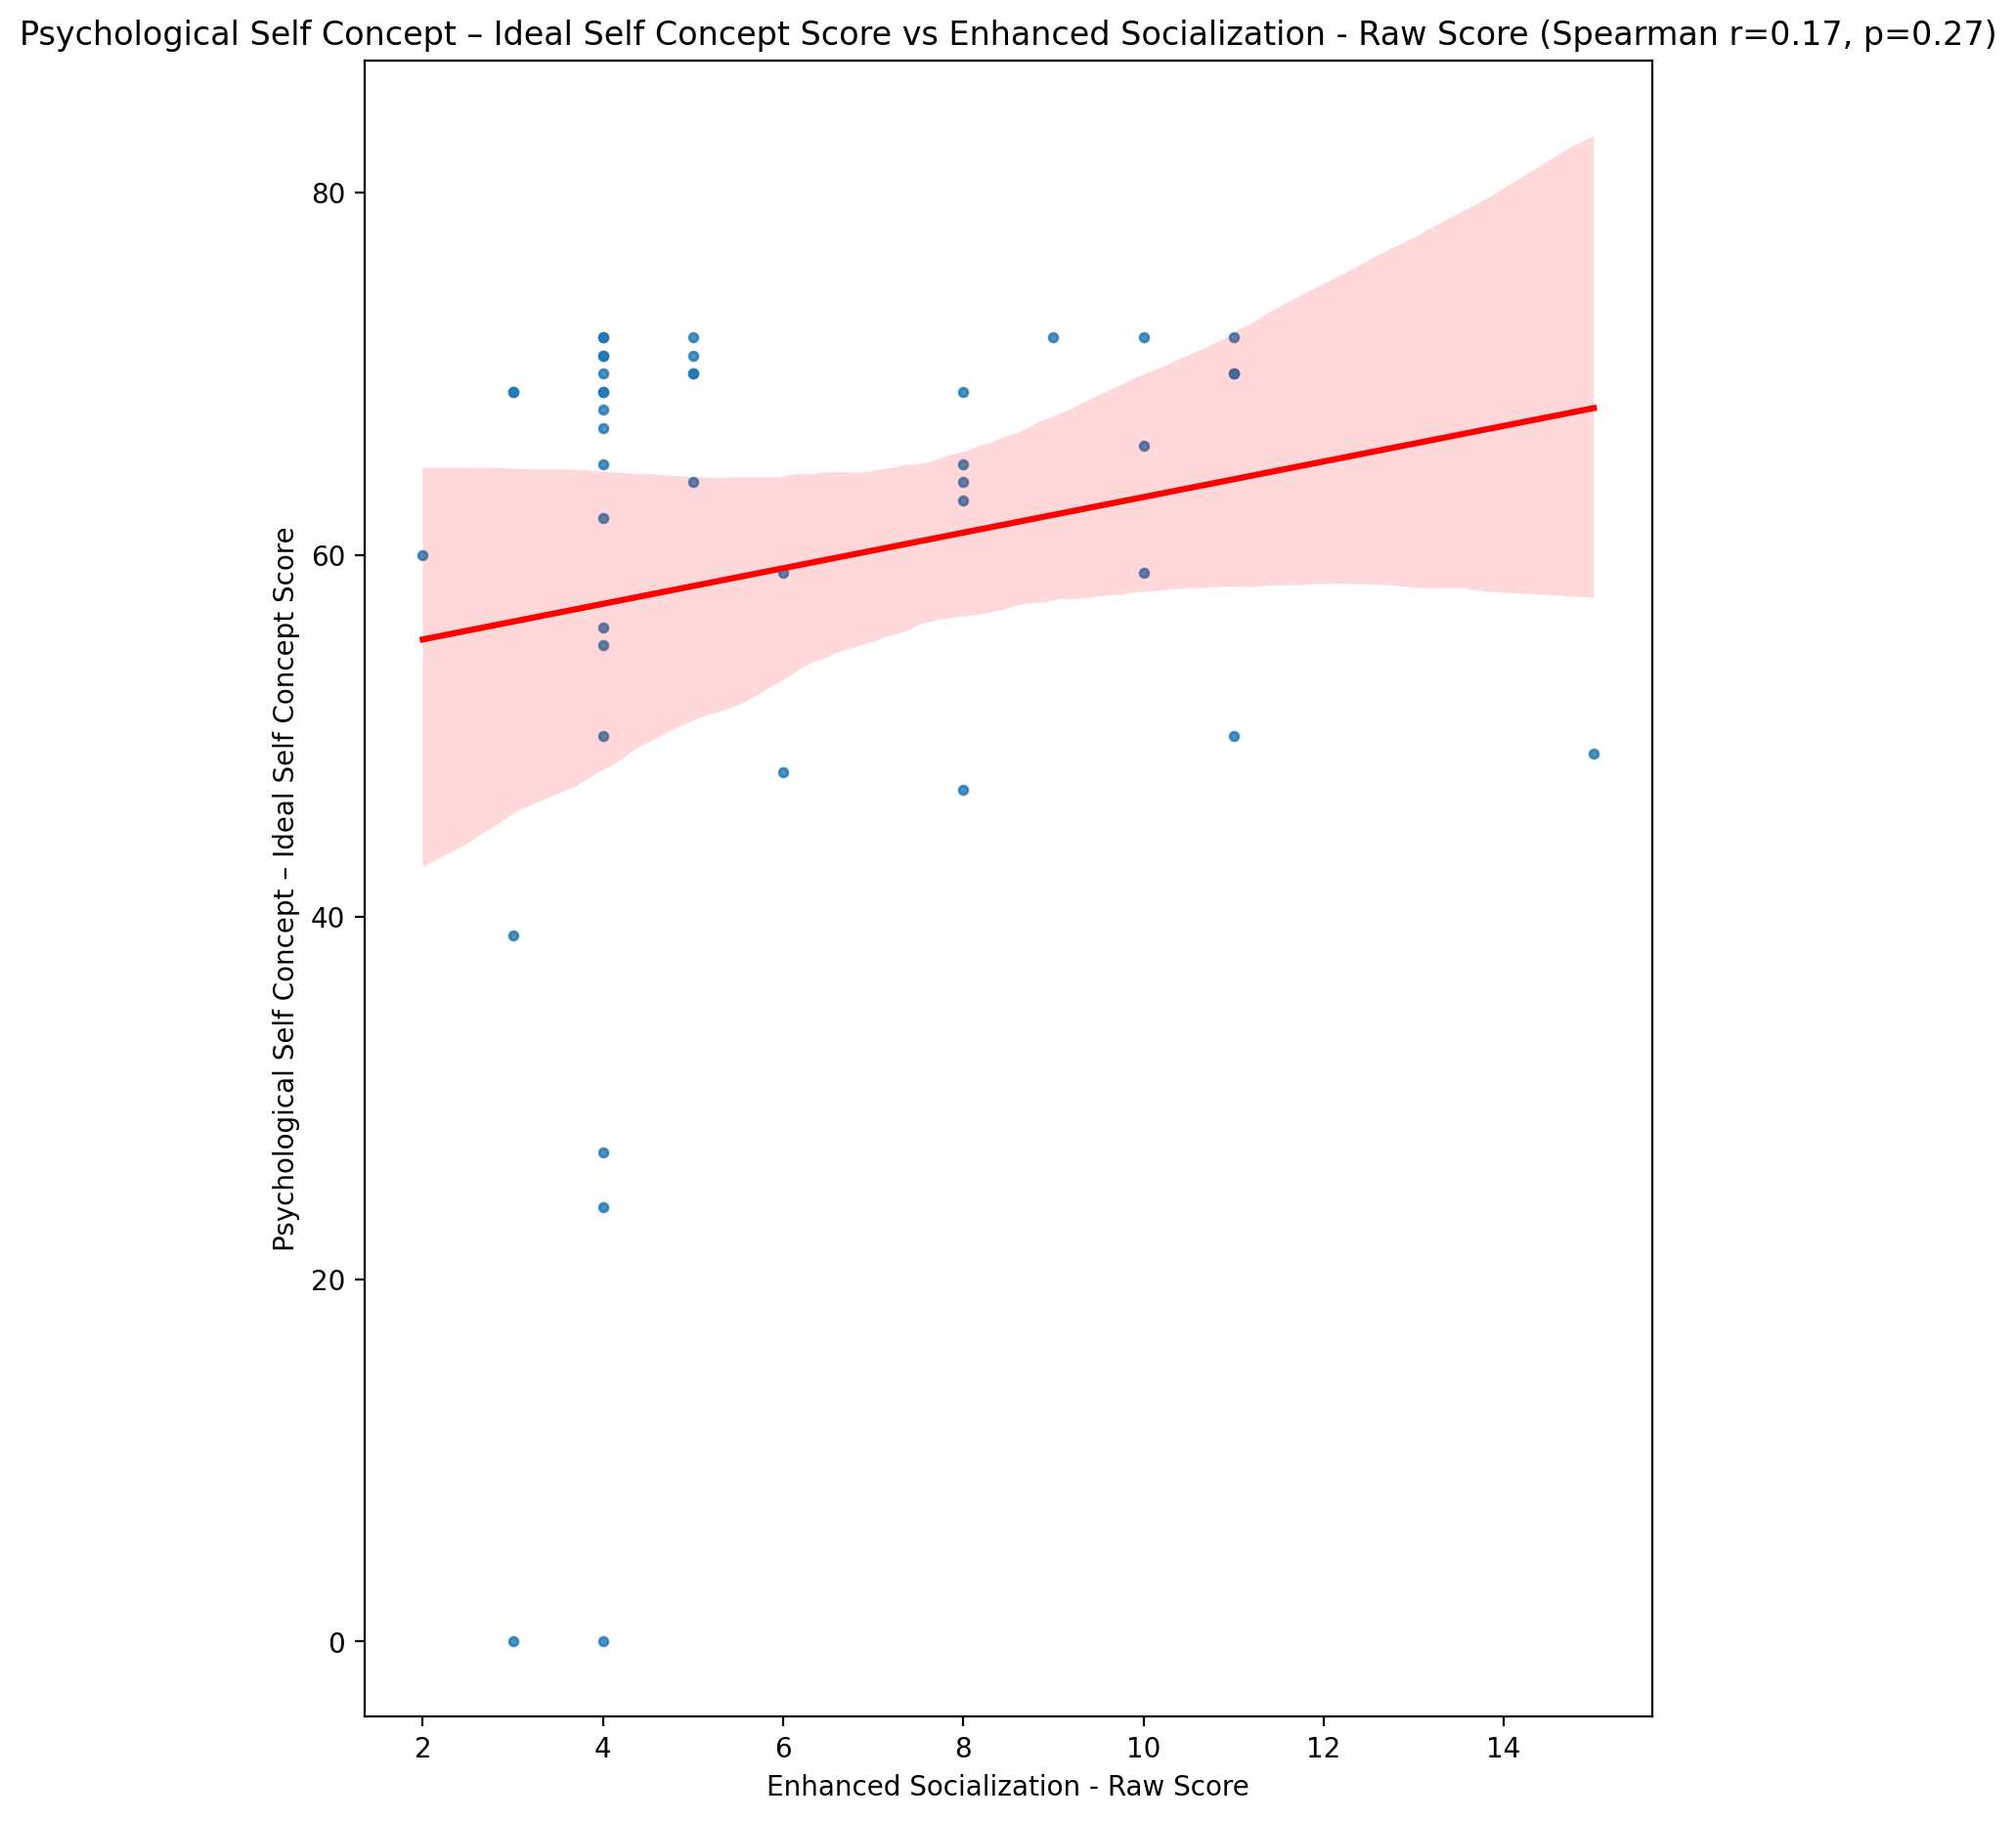 Psychological Self Concept – Ideal Self Concept Score vs Enhanced Socialization - Raw Score (Spearman r=0.17, p=0.27)
Psychological Self Concept – Ideal Self Concept Score
80
60
40
20
0
2 4 6 8 10 12 14
Enhanced Socialization - Raw Score